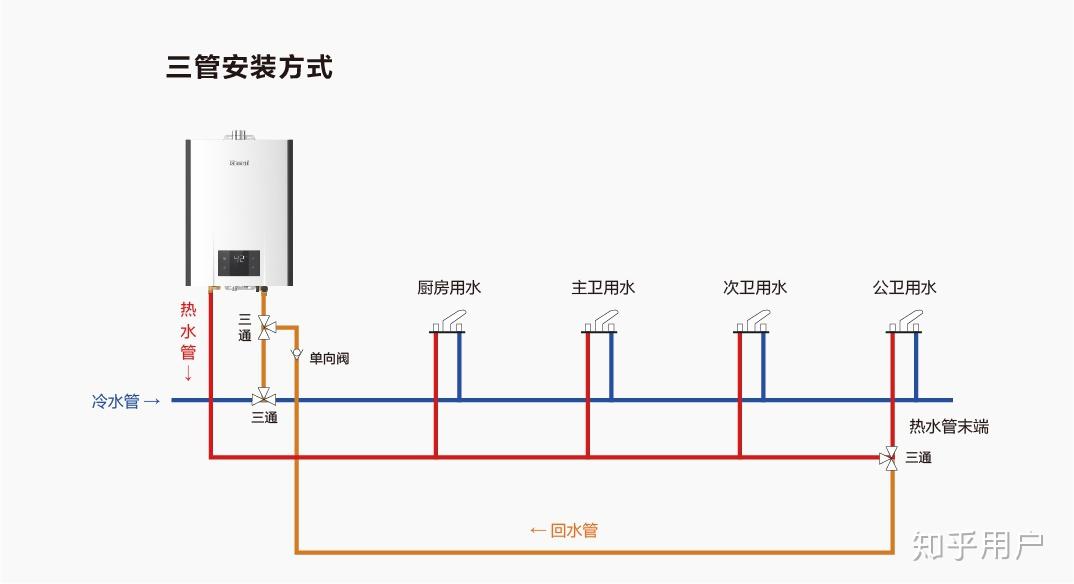 三管安装方式
42
厨房用水
主卫用水
次卫用水
公卫用水
热水管↓
三通
单向阀
冷水管→
三通
热水管末端
三通
←回水管
知乎用户